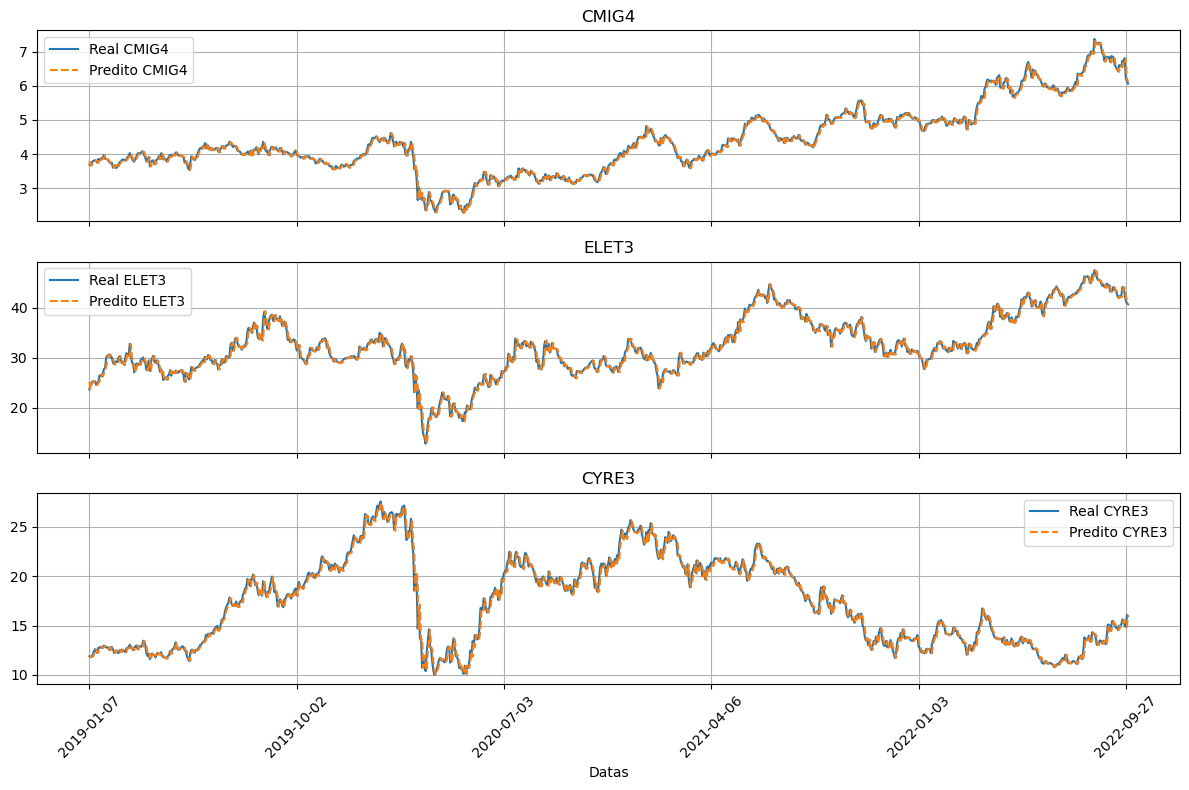 CMIG4
Real CMIG4
Predito CMIG4
7
6
5
4
3
ELET3
Real ELET3
Predito ELET3
40
30
20
CYRE3
Real CYRE3
Predito CYRE3
25
20
15
10
2019-01-07
2019-10-02
2020-07-03
2021-04-06
2022-01-03
2022-09-27
Datas